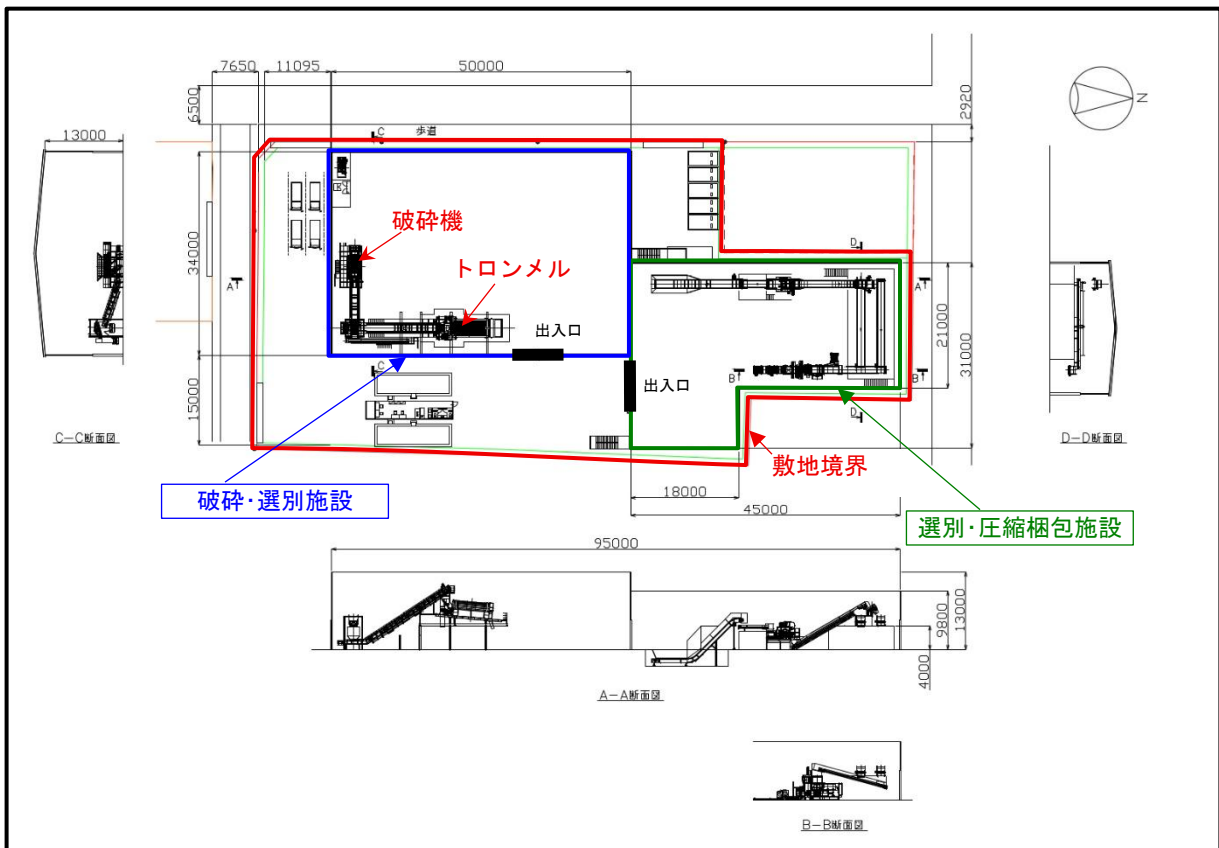 7650
11095
50000
6500
2920
N
13000
C
歩道
破砕機
34000
D
トロンメル
A
A
出入口
21000
31000
出入口
B
B
C
15000
D
C-C断面図
D-D断面図
敷地境界
破砕・選別施設
18000
45000
選別・圧縮梱包施設
95000
9800
13000
4000
A-A断面図
B-B断面図